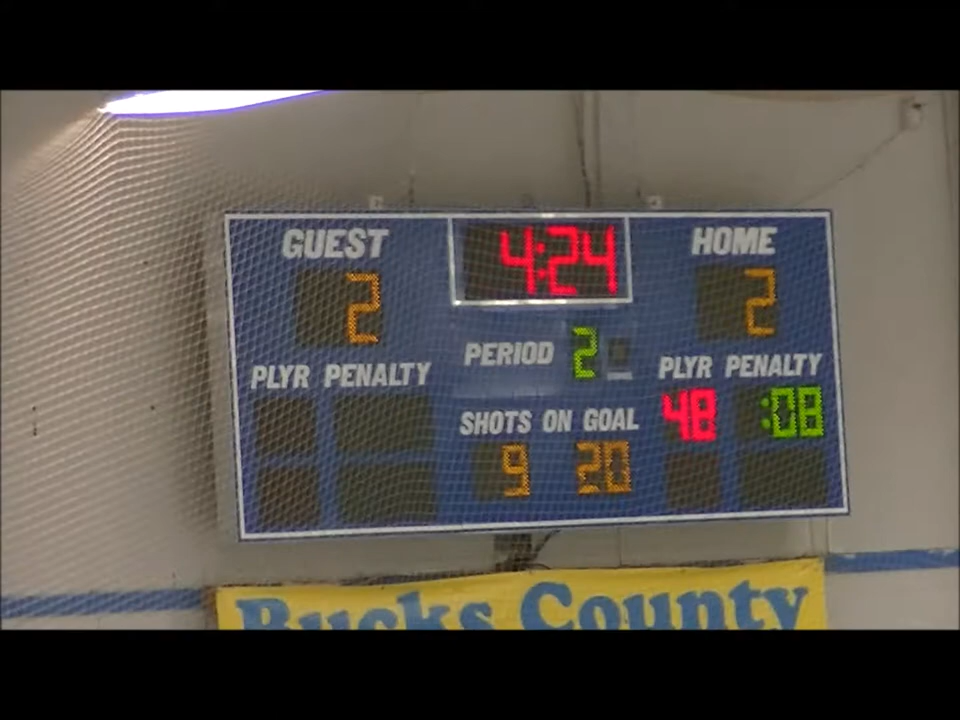 GUEST 4:24 HOME
2 2
PERIOD 2
PLYR PENALTY PLYR PENALTY
48 :08
SHOTS ON GOAL
9 20
Bucks County